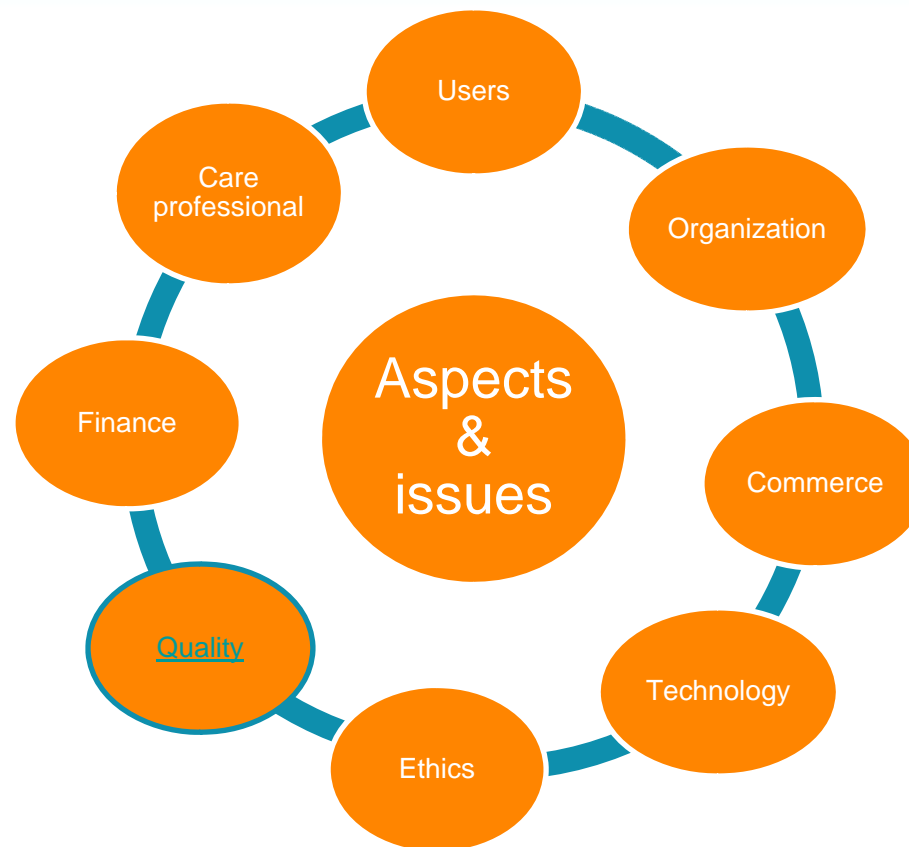 Users
Care
professional
Organization
Aspects
&
issues
Finance
Commerce
Quality
Technology
Ethics